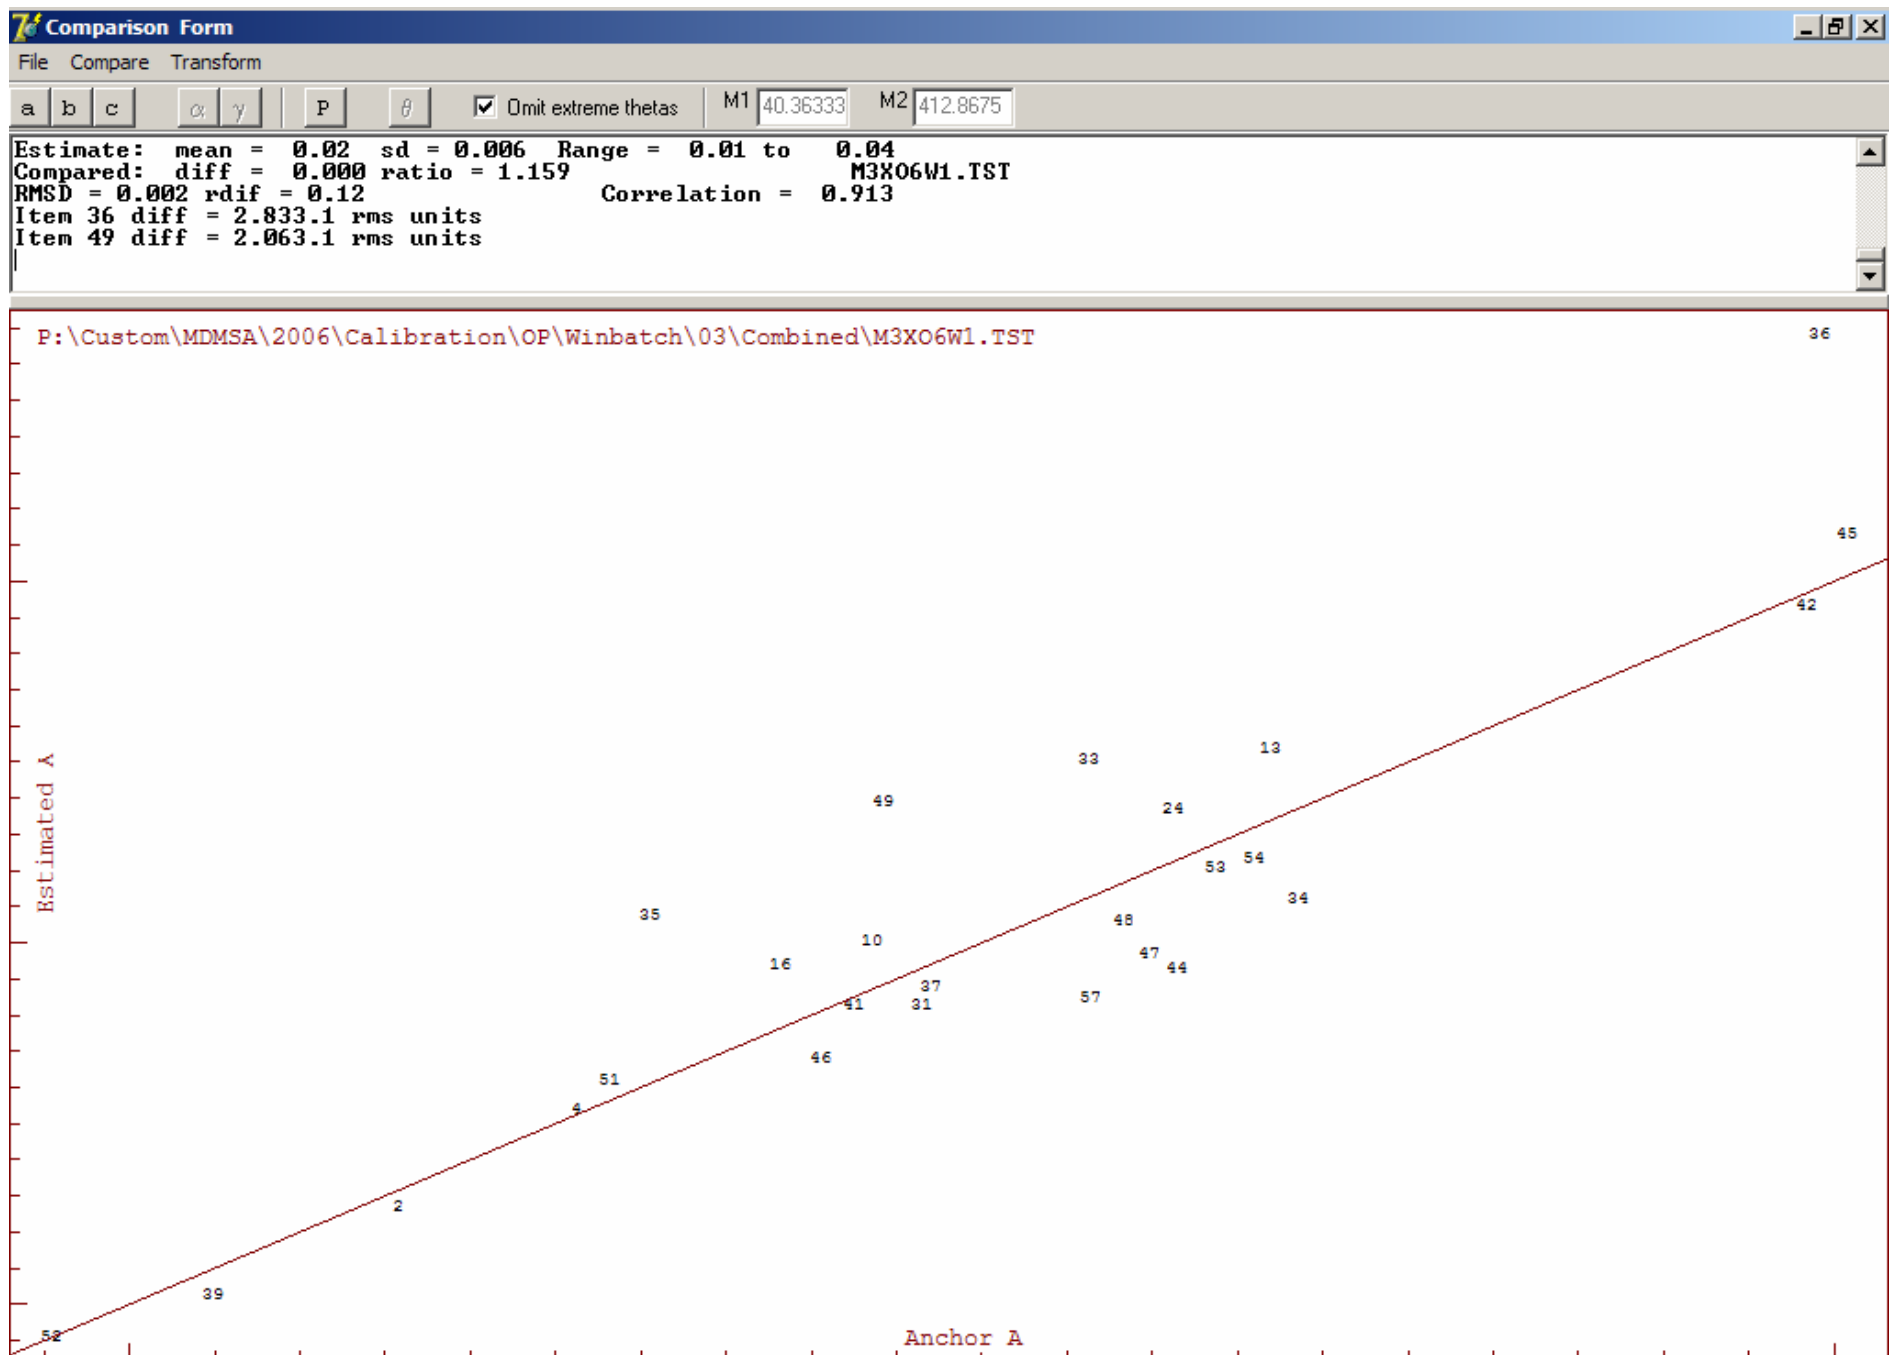 Comparison Form
File Compare Transform
a b c α γ P θ Omit extreme thetas M1 40.36333 M2 412.8675
Estimate: mean = 0.02 sd = 0.006 Range = 0.01 to 0.04
Compared: diff = 0.000 ratio = 1.159 M3XO6W1.TST
RMSD = 0.002 rdif = 0.12 Correlation = 0.913
Item 36 diff = 2.833.1 rms units
Item 49 diff = 2.063.1 rms units
P:\Custom\MDMSA\2006\Calibration\OP\Winbatch\03\Combined\M3XO6W1.TST
36
45
42
13
33
49
24
54
53
34
35
48
10
47
16
44
37
57
41
31
46
51
4
2
39
52
Estimated A
Anchor A